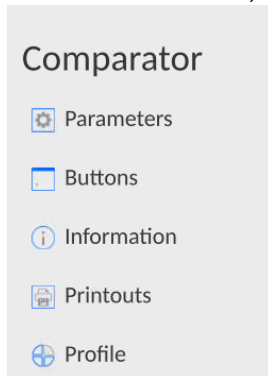 Comparator
Parameters
Buttons
Information
Printouts
Profile